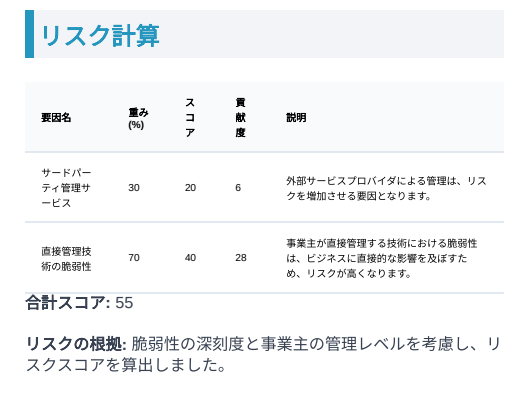 リスク計算
要因名 重み (%) スコア 貢献度 説明
サードパーティ管理サービス 30 20 6 外部サービスプロバイダによる管理は、リスクを増加させる要因となります。
直接管理技術の脆弱性 70 40 28 事業主が直接管理する技術における脆弱性は、ビジネスに直接的な影響を及ぼすため、リスクが高くなります。
合計スコア: 55
リスクの根拠: 脆弱性の深刻度と事業主の管理レベルを考慮し、リ
スクスコアを算出しました。